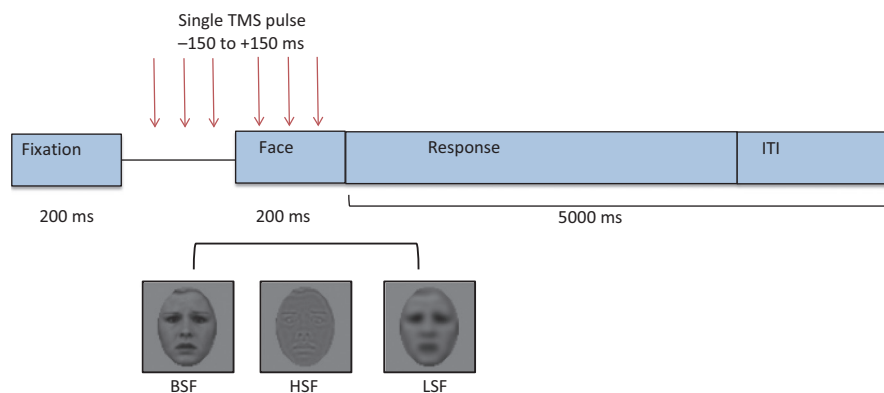 Single TMS pulse
–150 to +150 ms
Fixation
Face
Response
ITI
200 ms
200 ms
5000 ms
BSF
HSF
LSF